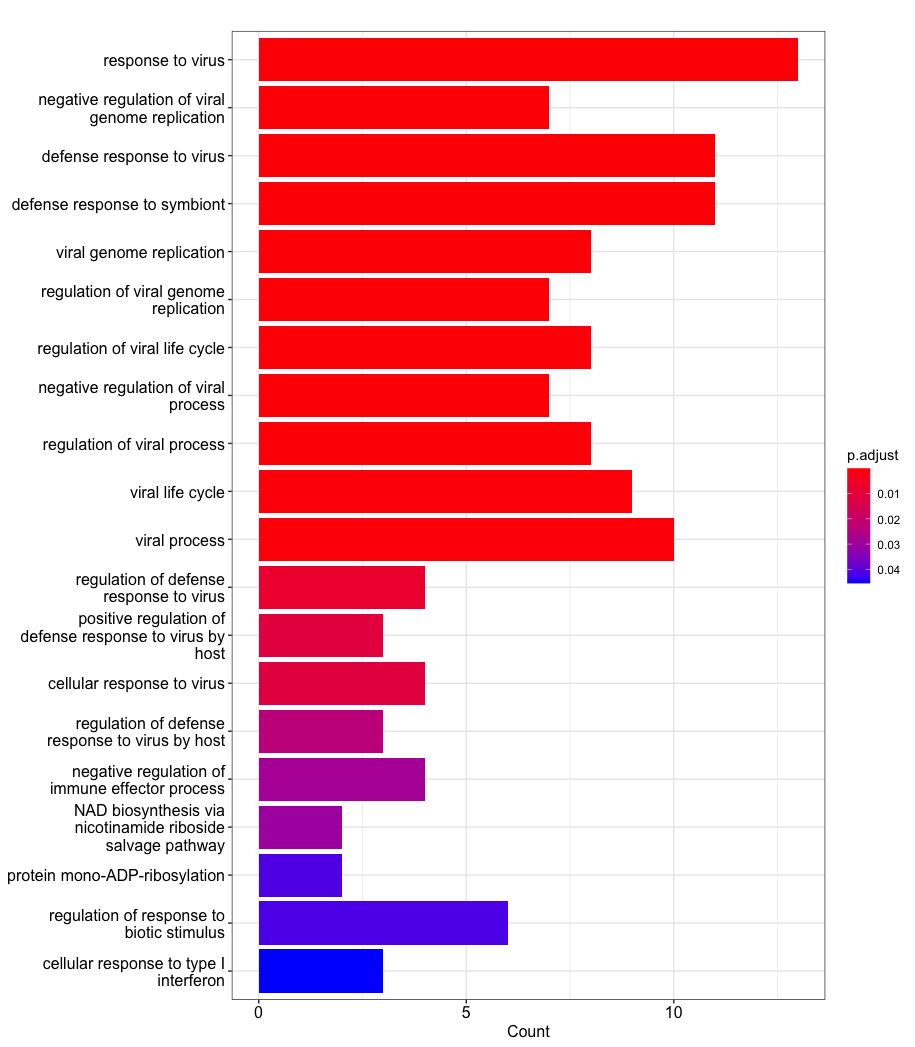 response to virus
negative regulation of viral
genome replication
defense response to virus
defense response to symbiont
viral genome replication
regulation of viral genome
replication
regulation of viral life cycle
negative regulation of viral
process
regulation of viral process
viral life cycle
viral process
regulation of defense
response to virus
positive regulation of
defense response to virus by
host
cellular response to virus
regulation of defense
response to virus by host
negative regulation of
immune effector process
NAD biosynthesis via
nicotinamide riboside
salvage pathway
protein mono-ADP-ribosylation
regulation of response to
biotic stimulus
cellular response to type I
interferon
0 5 10
Count
p.adjust
0.01
0.02
0.03
0.04